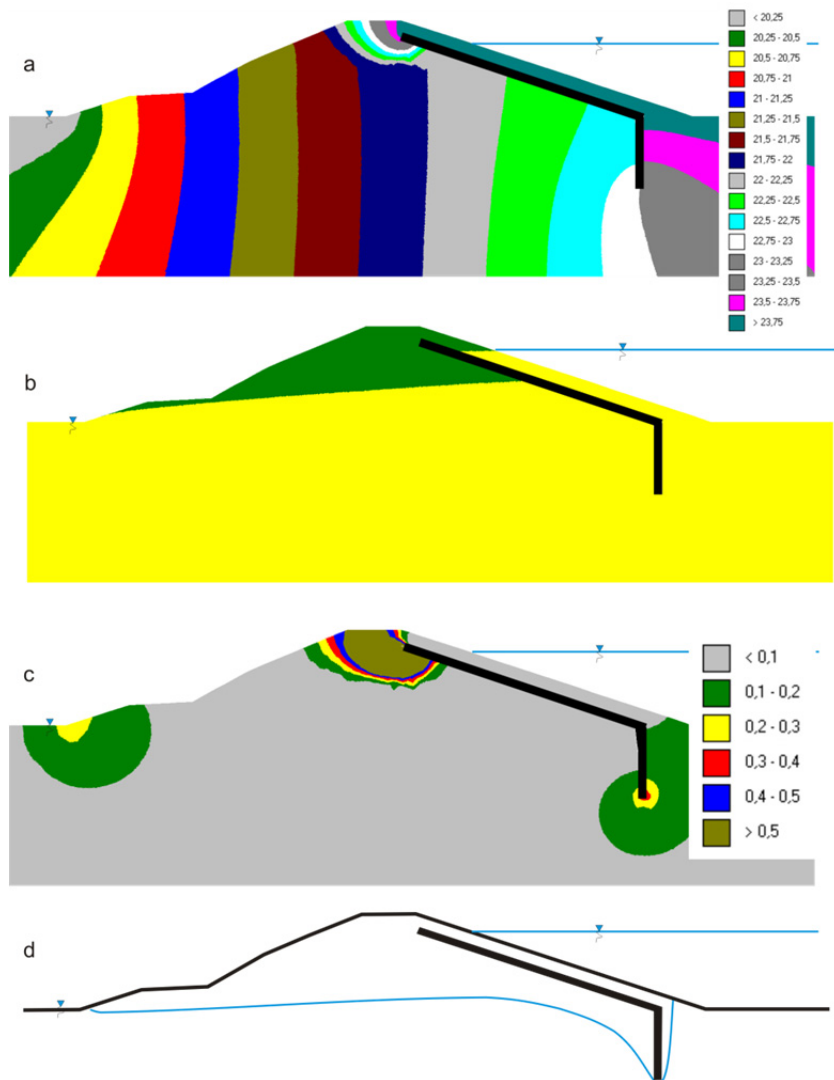 a
< 20,25
20,25 - 20,5
20,5 - 20,75
20,75 - 21
21 - 21,25
21,25 - 21,5
21,5 - 21,75
21,75 - 22
22 - 22,25
22,25 - 22,5
22,5 - 22,75
22,75 - 23
23 - 23,25
23,25 - 23,5
23,5 - 23,75
> 23,75
b
c
< 0,1
0,1 - 0,2
0,2 - 0,3
0,3 - 0,4
0,4 - 0,5
> 0,5
d